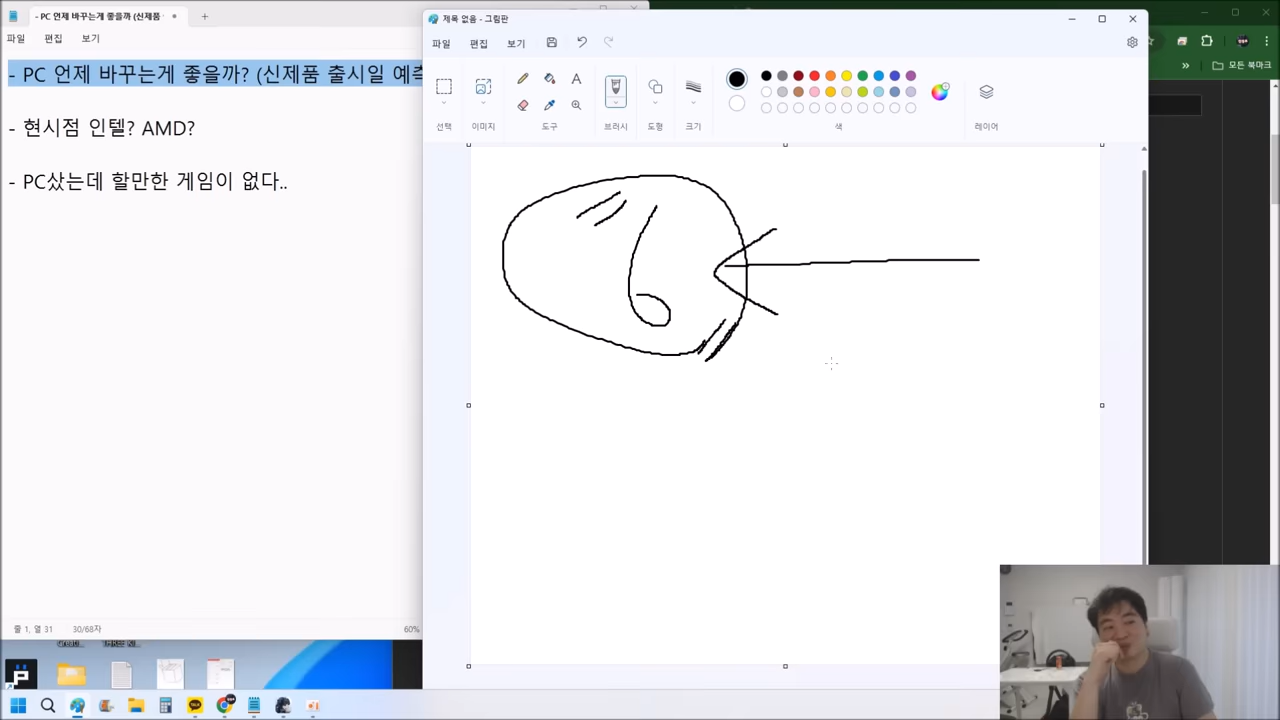 - PC 언제 바꾸는게 좋을까? (신제품
파일
편집
보기
- PC 언제 바꾸는게 좋을까? (신제품 출시일 예측
- 현시점 인텔? AMD?
- PC샀는데 할만한 게임이 없다..
줄 1, 열 31
30/68자
60%
제목 없음 - 그림판
파일
편집
보기
선택
이미지
도구
브러시
도형
크기
색
레이어
모든 북마크